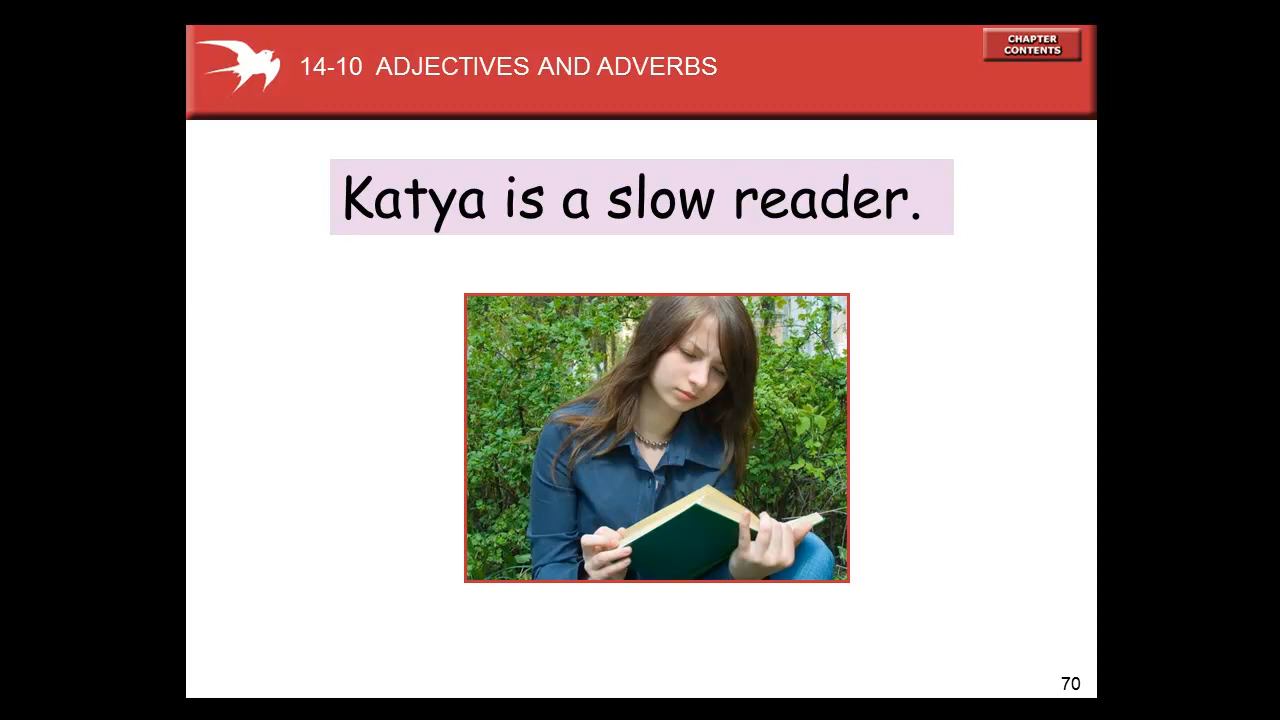 14-10 ADJECTIVES AND ADVERBS
CHAPTER
CONTENTS
Katya is a slow reader.
70